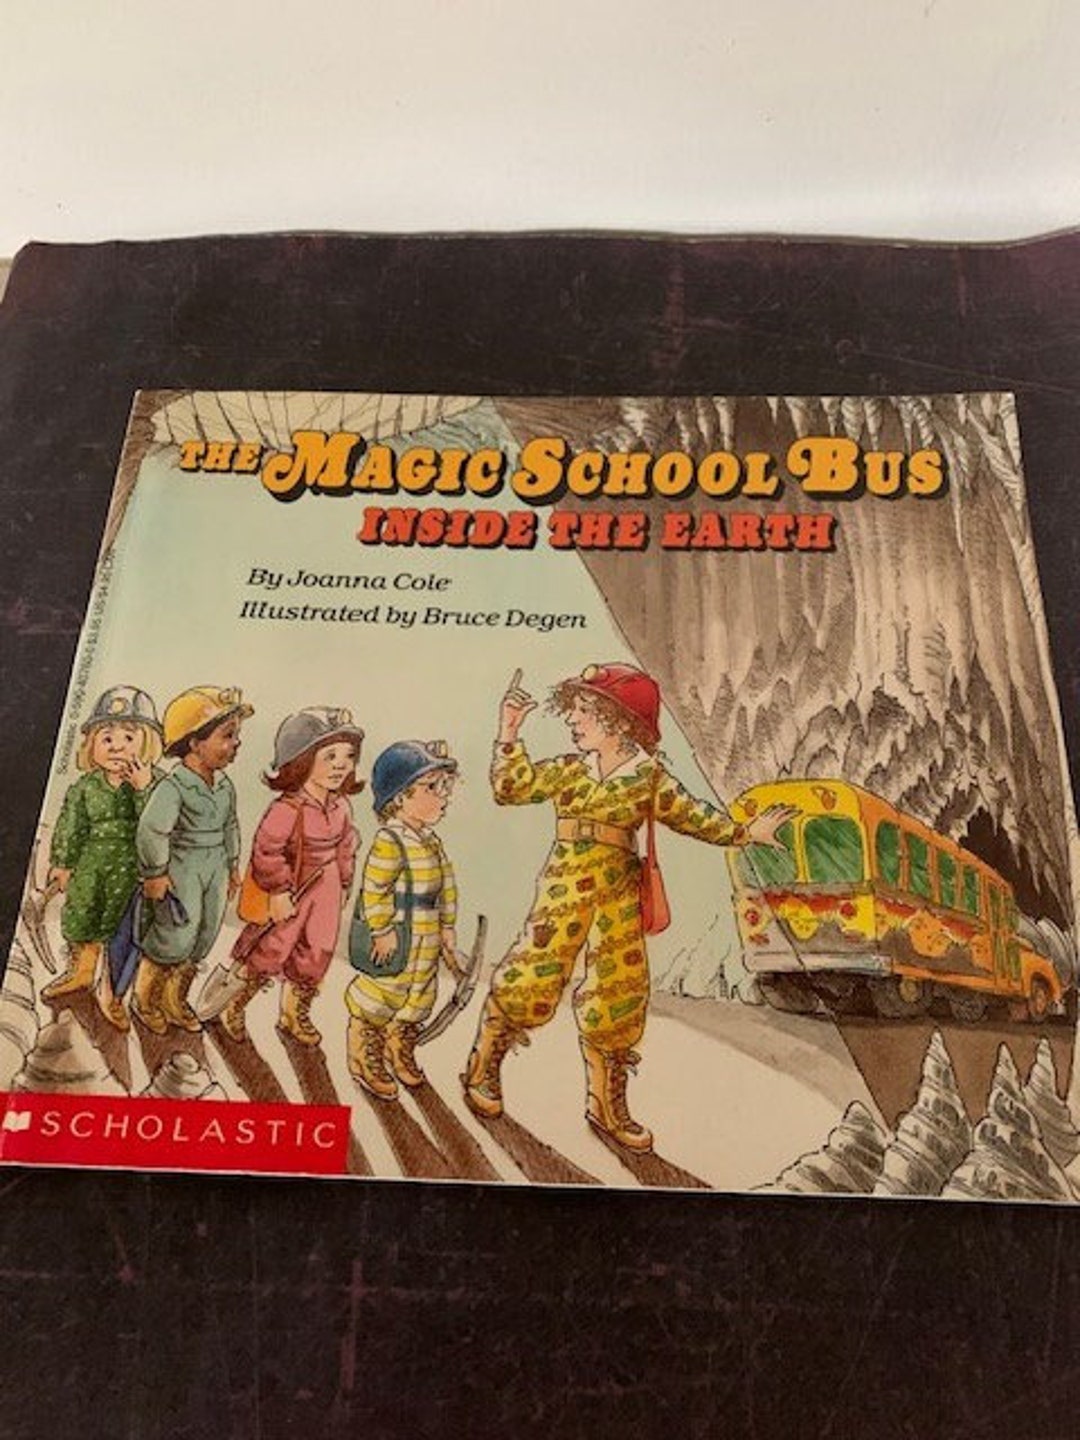 THE MAGIC SCHOOL BUS
INSIDE THE EARTH
By Joanna Cole
Illustrated by Bruce Degen
SCHOLASTIC